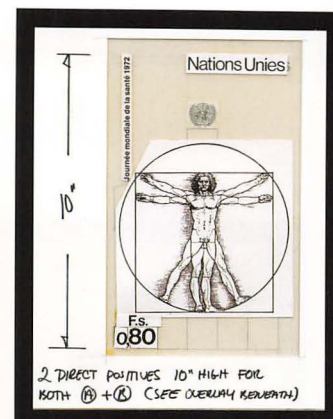 Nations Unies
Journée mondiale de la santé 1972
10"
F.s.
0,80
2 DIRECT POSITIVES 10" HIGH FOR
BOTH Ⓐ + Ⓑ (SEE OVERLAY BENEATH)